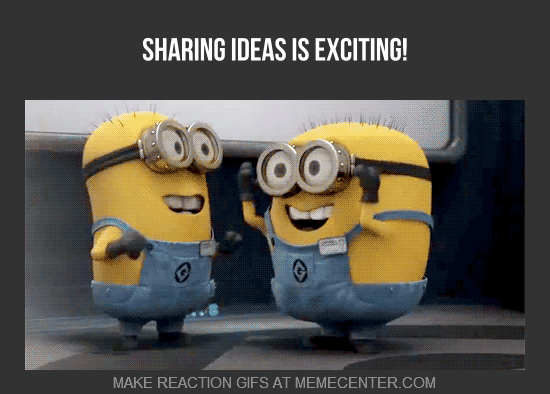 SHARING IDEAS IS EXCITING!
MAKE REACTION GIFS AT MEMECENTER.COM